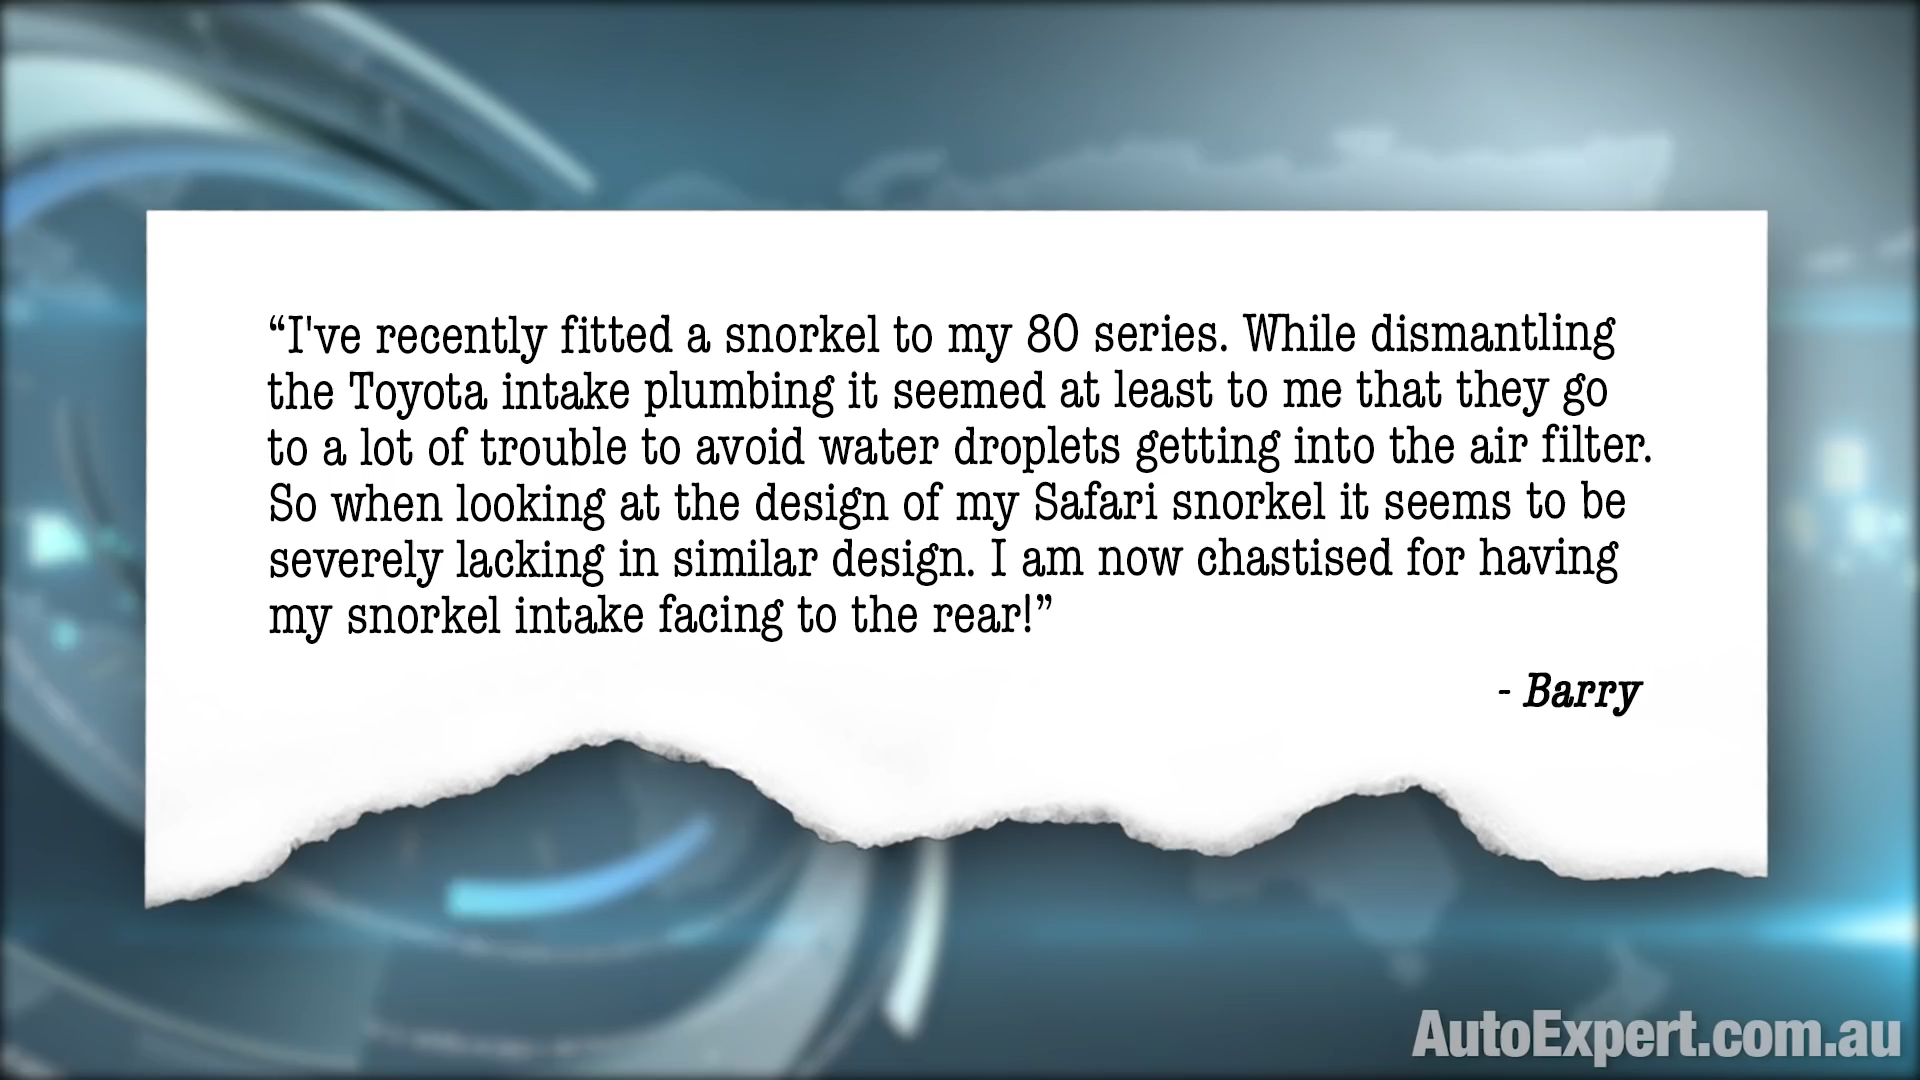 “I've recently fitted a snorkel to my 80 series. While dismantling
the Toyota intake plumbing it seemed at least to me that they go
to a lot of trouble to avoid water droplets getting into the air filter.
So when looking at the design of my Safari snorkel it seems to be
severely lacking in similar design. I am now chastised for having
my snorkel intake facing to the rear!”
- Barry
AutoExpert.com.au